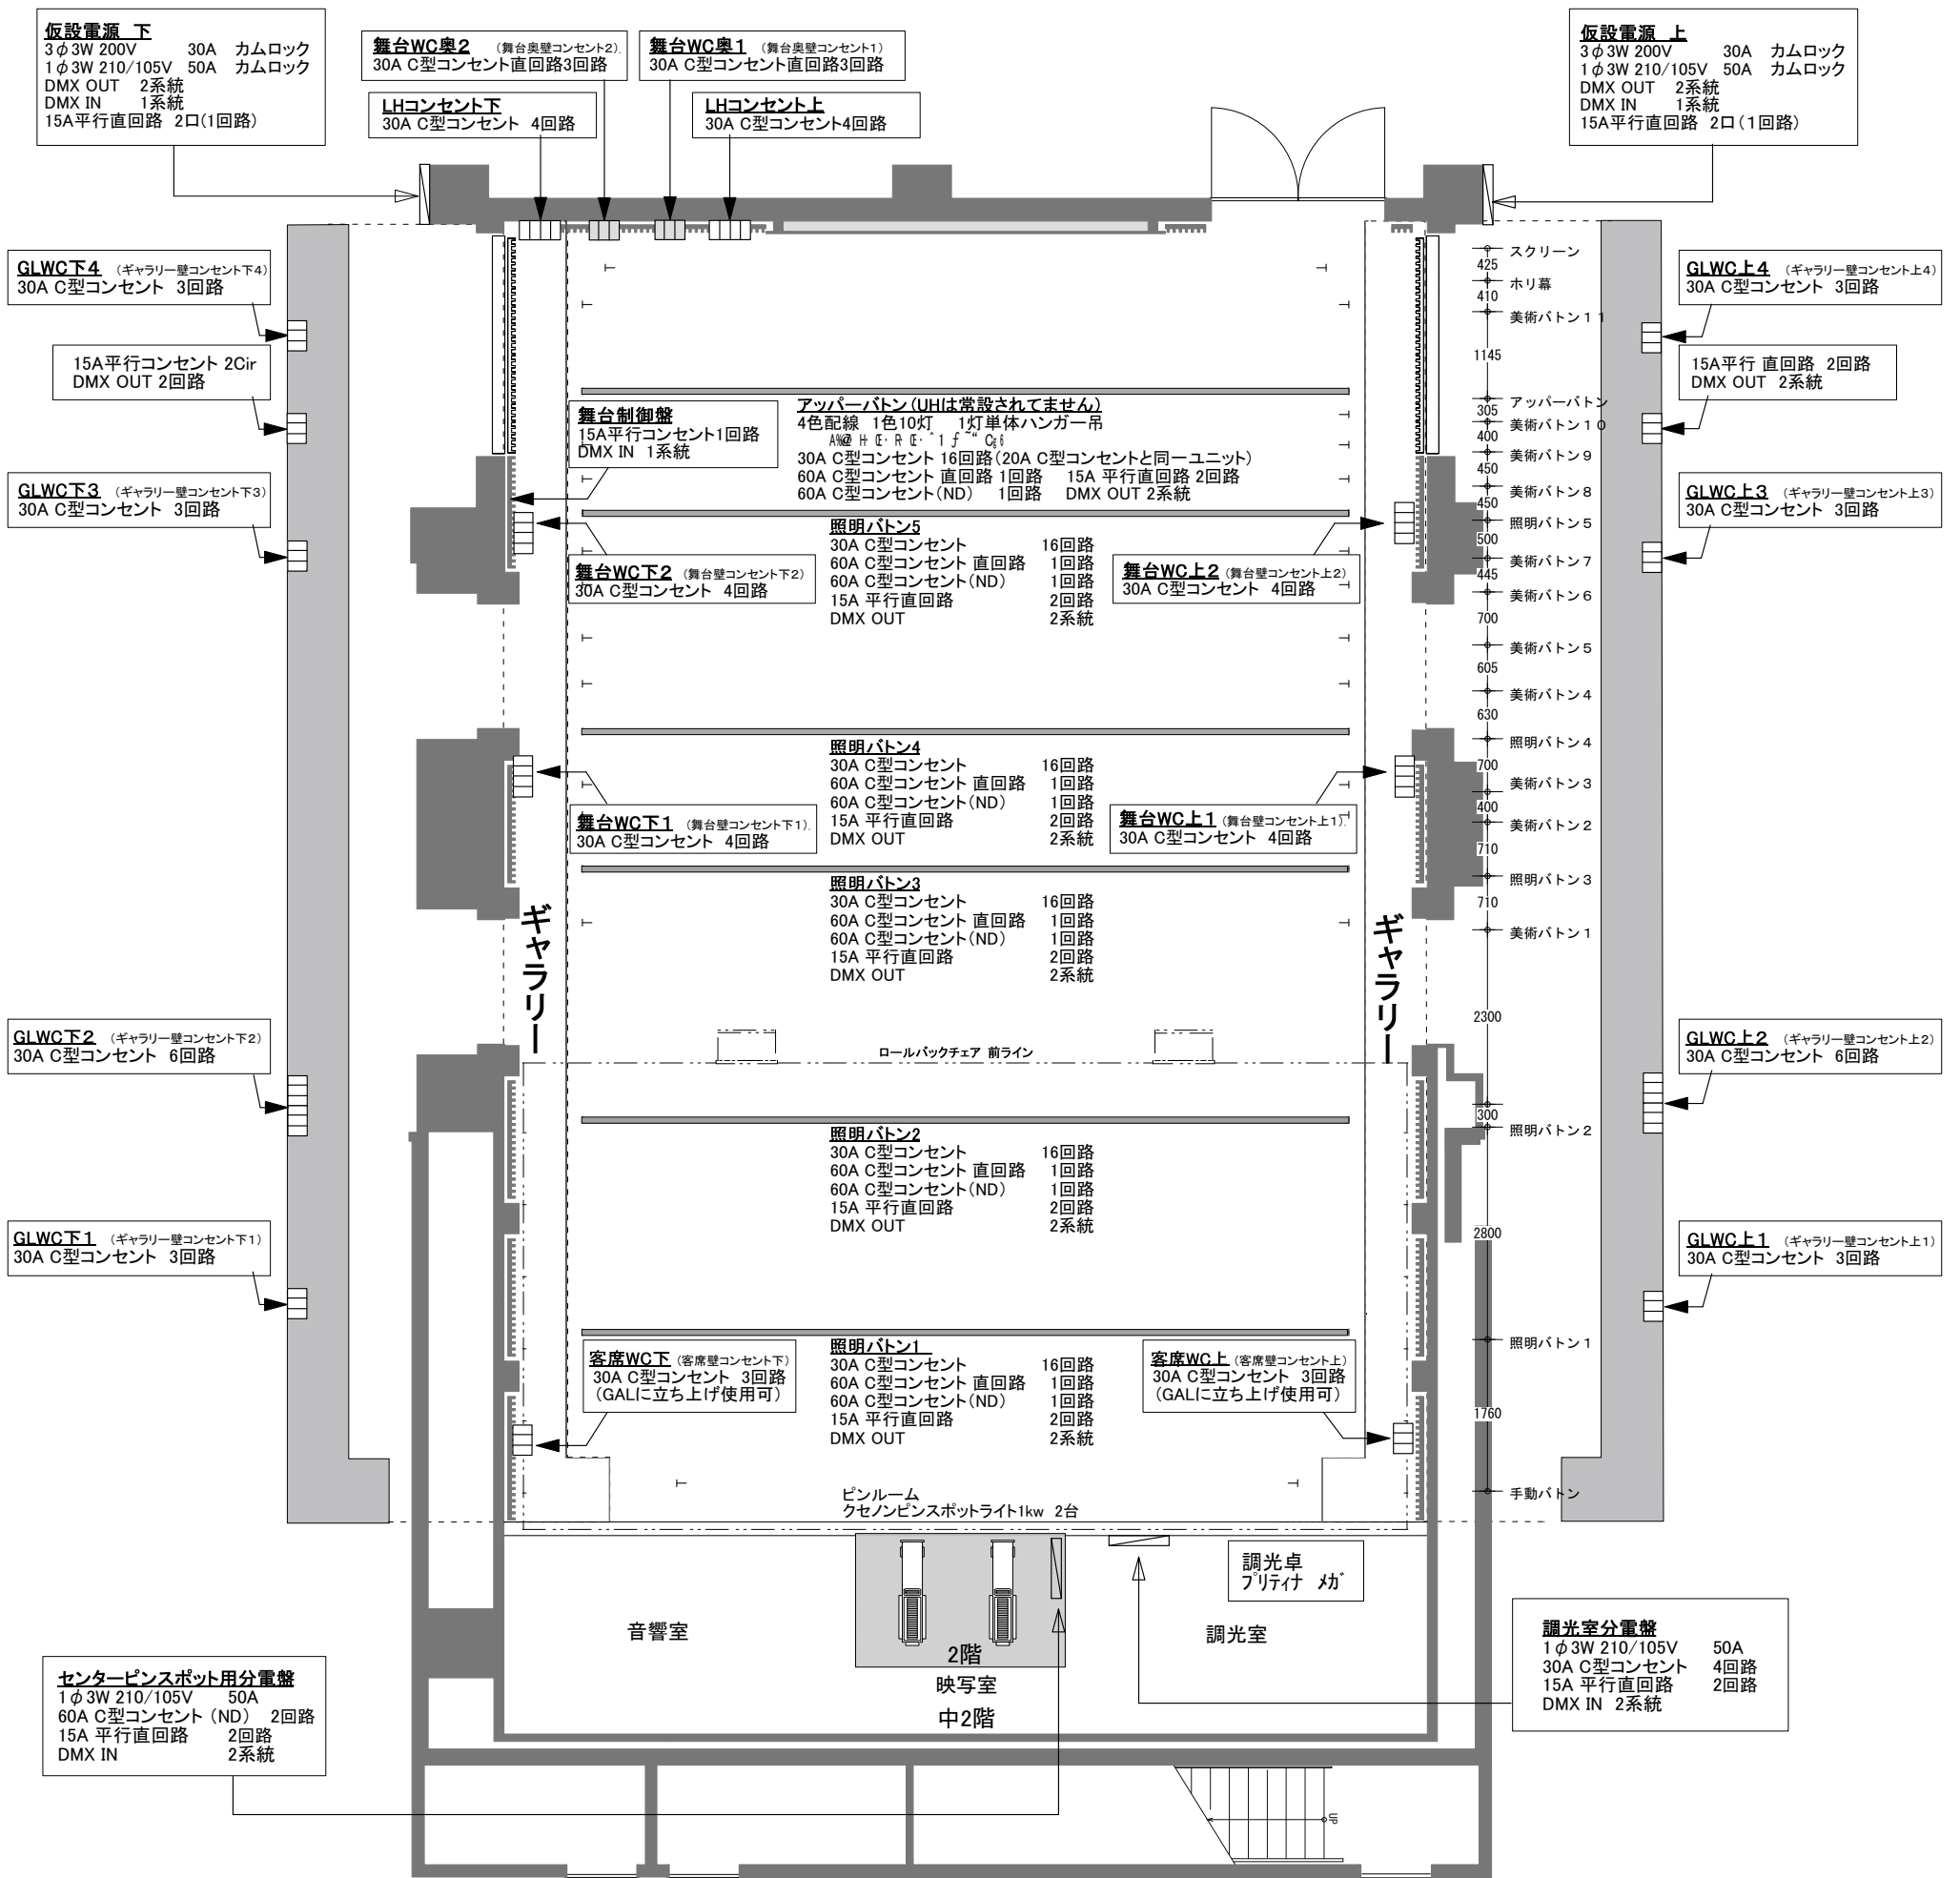 仮設電源 下
3φ3W 200V 30A カムロック
1φ3W 210/105V 50A カムロック
DMX OUT 2系統
DMX IN 1系統
15A平行直回路 2口(1回路)
舞台WC奥2 (舞台奥壁コンセント2).
30A C型コンセント直回路3回路
舞台WC奥1 (舞台奥壁コンセント1)
30A C型コンセント直回路3回路
LHコンセント下
30A C型コンセント 4回路
LHコンセント上
30A C型コンセント4回路
仮設電源 上
3φ3W 200V 30A カムロック
1φ3W 210/105V 50A カムロック
DMX OUT 2系統
DMX IN 1系統
15A平行直回路 2口(1回路)
GLWC下4 (ギャラリー壁コンセント下4)
30A C型コンセント 3回路
15A平行コンセント 2Cir
DMX OUT 2回路
GLWC下3 (ギャラリー壁コンセント下3)
30A C型コンセント 3回路
GLWC下2 (ギャラリー壁コンセント下2)
30A C型コンセント 6回路
GLWC下1 (ギャラリー壁コンセント下1)
30A C型コンセント 3回路
舞台制御盤
15A平行コンセント1回路
DMX IN 1系統
アッパーバトン(UHは常設されてません)
4色配線 1色10灯 1灯単体ハンガー吊
30A C型コンセント 16回路(20A C型コンセントと同一ユニット)
60A C型コンセント 直回路 1回路 15A 平行直回路 2回路
60A C型コンセント(ND) 1回路 DMX OUT 2系統
照明バトン5
30A C型コンセント 16回路
60A C型コンセント 直回路 1回路
60A C型コンセント(ND) 1回路
15A 平行直回路 2回路
DMX OUT 2系統
舞台WC下2 (舞台壁コンセント下2)
30A C型コンセント 4回路
舞台WC上2 (舞台壁コンセント上2)
30A C型コンセント 4回路
照明バトン4
30A C型コンセント 16回路
60A C型コンセント 直回路 1回路
60A C型コンセント(ND) 1回路
15A 平行直回路 2回路
DMX OUT 2系統
舞台WC下1 (舞台壁コンセント下1).
30A C型コンセント 4回路
舞台WC上1 (舞台壁コンセント上1).
30A C型コンセント 4回路
照明バトン3
30A C型コンセント 16回路
60A C型コンセント 直回路 1回路
60A C型コンセント(ND) 1回路
15A 平行直回路 2回路
DMX OUT 2系統
ギャラリー
ギャラリー
ロールバックチェア 前ライン
照明バトン2
30A C型コンセント 16回路
60A C型コンセント 直回路 1回路
60A C型コンセント(ND) 1回路
15A 平行直回路 2回路
DMX OUT 2系統
照明バトン1
30A C型コンセント 16回路
60A C型コンセント 直回路 1回路
60A C型コンセント(ND) 1回路
15A 平行直回路 2回路
DMX OUT 2系統
客席WC下 (客席壁コンセント下)
30A C型コンセント 3回路
(GALに立ち上げ使用可)
客席WC上 (客席壁コンセント上)
30A C型コンセント 3回路
(GALに立ち上げ使用可)
ピンルーム
クセノンピンスポットライト1kw 2台
スクリーン
425
ホリ幕
410
美術バトン11
1145
アッパーバトン
305
美術バトン10
400
美術バトン9
450
美術バトン8
450
照明バトン5
500
美術バトン7
445
美術バトン6
700
美術バトン5
605
美術バトン4
630
照明バトン4
700
美術バトン3
400
美術バトン2
710
照明バトン3
710
美術バトン1
2300
300
照明バトン2
2800
照明バトン1
1760
手動バトン
GLWC上4 (ギャラリー壁コンセント上4)
30A C型コンセント 3回路
15A平行 直回路 2回路
DMX OUT 2系統
GLWC上3 (ギャラリー壁コンセント上3)
30A C型コンセント 3回路
GLWC上2 (ギャラリー壁コンセント上2)
30A C型コンセント 6回路
GLWC上1 (ギャラリー壁コンセント上1)
30A C型コンセント 3回路
調光卓
プリティナ メガ
音響室
2階
映写室
中2階
調光室
センターピンスポット用分電盤
1φ3W 210/105V 50A
60A C型コンセント (ND) 2回路
15A 平行直回路 2回路
DMX IN 2系統
調光室分電盤
1φ3W 210/105V 50A
30A C型コンセント 4回路
15A 平行直回路 2回路
DMX IN 2系統
UP